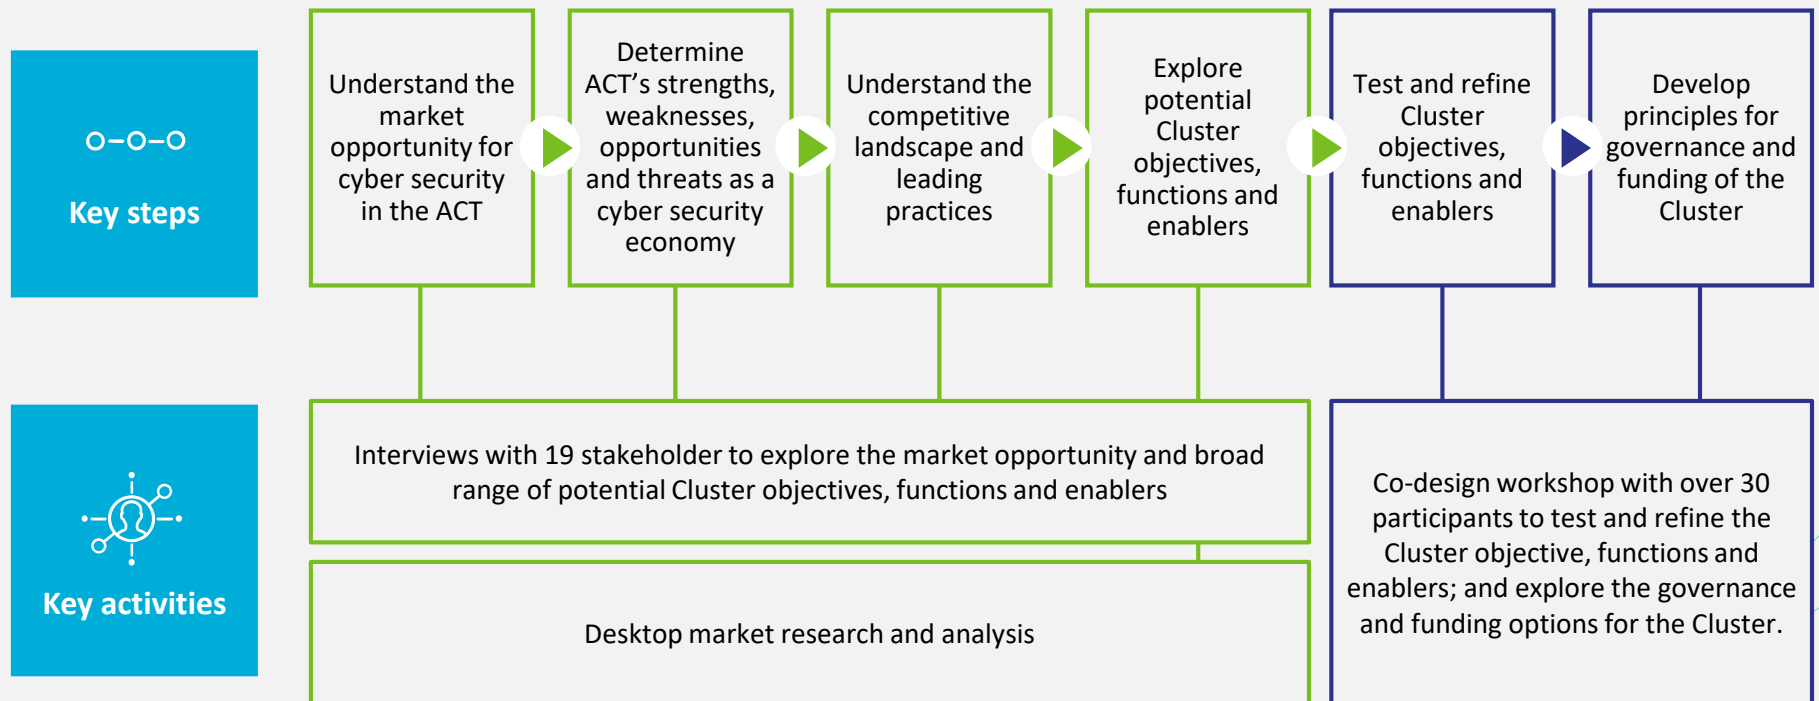 Key steps
Understand the
market
opportunity for
cyber security
in the ACT
Determine
ACT’s strengths,
weaknesses,
opportunities
and threats as a
cyber security
economy
Understand the
competitive
landscape and
leading
practices
Explore
potential
Cluster
objectives,
functions and
enablers
Test and refine
Cluster
objectives,
functions and
enablers
Develop
principles for
governance and
funding of the
Cluster
Key activities
Interviews with 19 stakeholder to explore the market opportunity and broad
range of potential Cluster objectives, functions and enablers
Desktop market research and analysis
Co-design workshop with over 30
participants to test and refine the
Cluster objective, functions and
enablers; and explore the governance
and funding options for the Cluster.